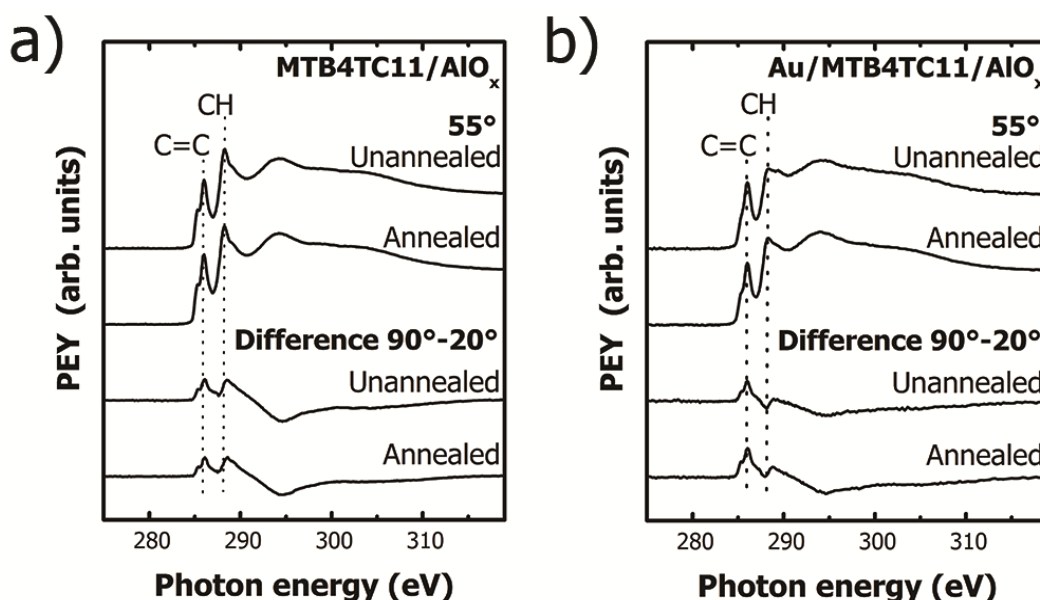 a)
MTB4TC11/AlOx
CH
55°
C=C
Unannealed
Annealed
Difference 90°-20°
Unannealed
Annealed
PEY (arb. units)
280 290 300 310
Photon energy (eV)
b)
Au/MTB4TC11/AlOx
CH
55°
C=C
Unannealed
Annealed
Difference 90°-20°
Unannealed
Annealed
PEY (arb. units)
280 290 300 310
Photon energy (eV)